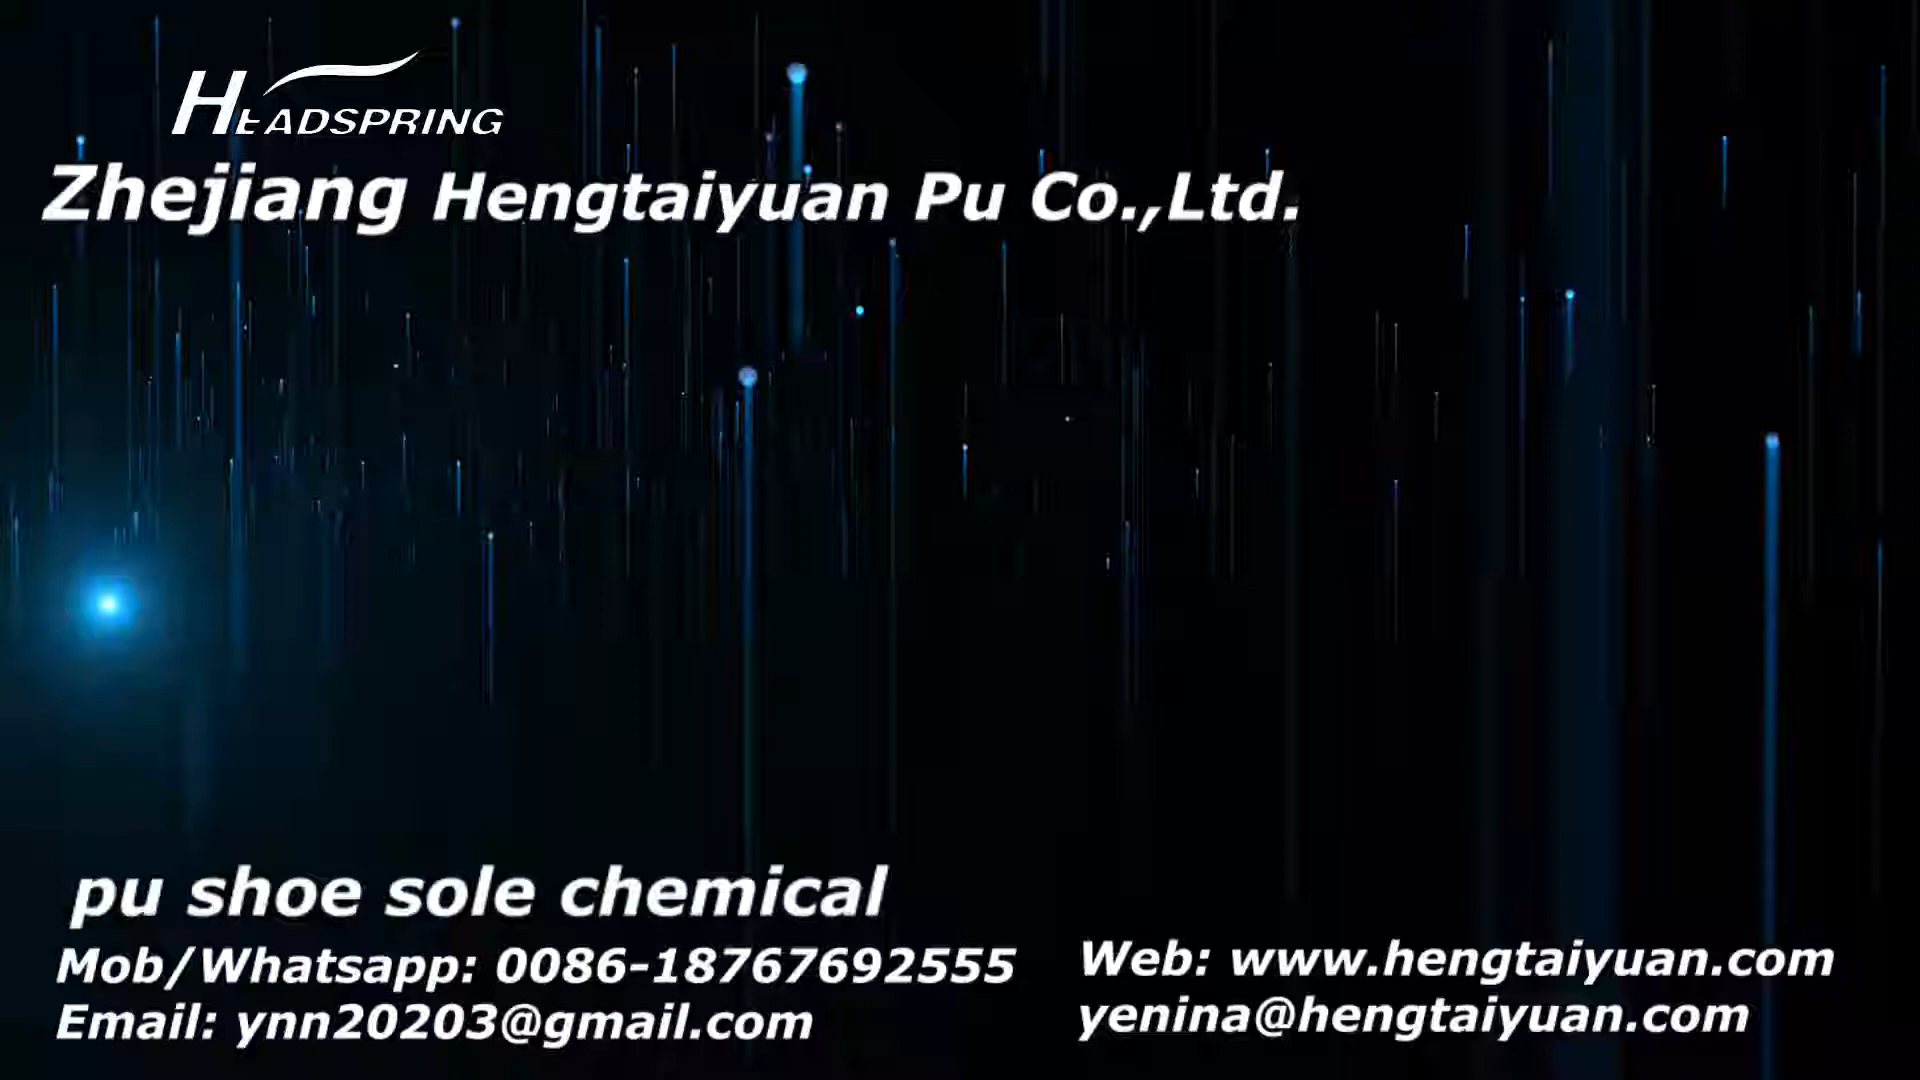 HEADSPRING
Zhejiang Hengtaiyuan Pu Co.,Ltd.
pu shoe sole chemical
Mob/Whatsapp: 0086-18767692555
Email: ynn20203@gmail.com
Web: www.hengtaiyuan.com
yenina@hengtaiyuan.com